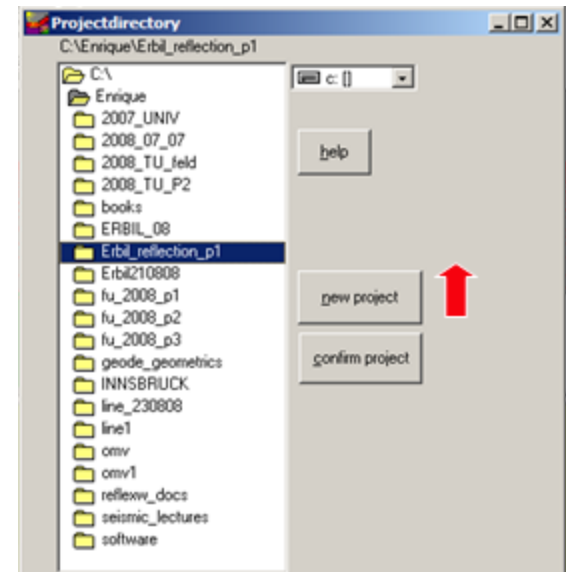 Projectdirectory
C:\Enrique\Erbil_reflection_p1
C:\
c: []
Enrique
2007_UNIV
2008_07_07
help
2008_TU_feld
2008_TU_P2
books
ERBIL_08
Erbil_reflection_p1
Erbil210808
fu_2008_p1
new project
fu_2008_p2
fu_2008_p3
geode_geometrics
confirm project
INNSBRUCK
line_230808
line1
omv
omv1
reflexw_docs
seismic_lectures
software